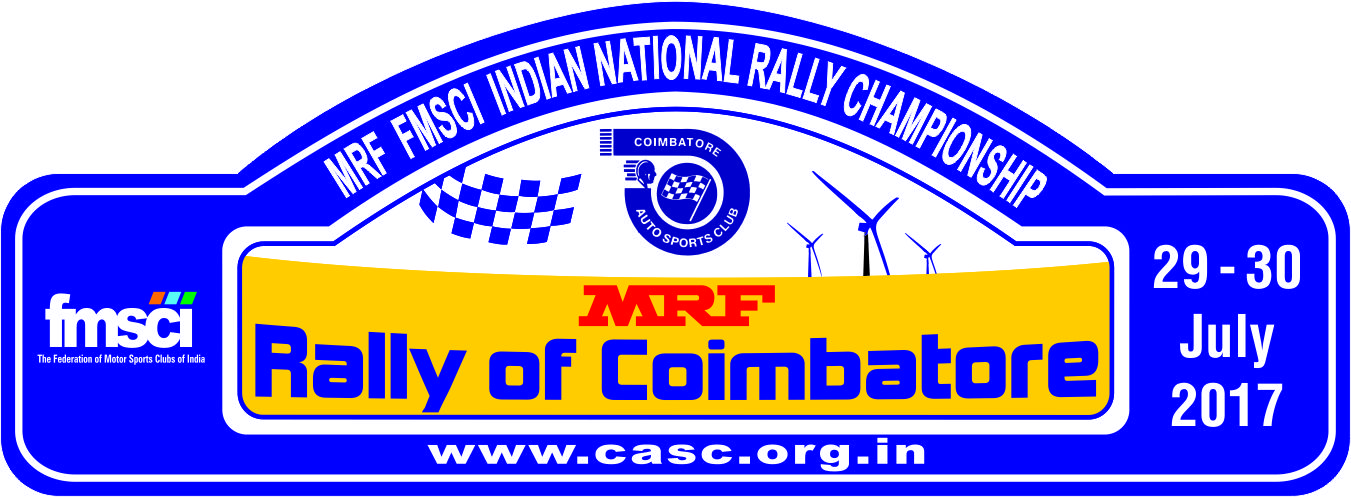 MRF FMSCI INDIAN NATIONAL RALLY CHAMPIONSHIP
COIMBATORE
AUTO SPORTS CLUB
fmsci
The Federation of Motor Sports Clubs of India
MRF
Rally of Coimbatore
29 - 30
July
2017
www.casc.org.in